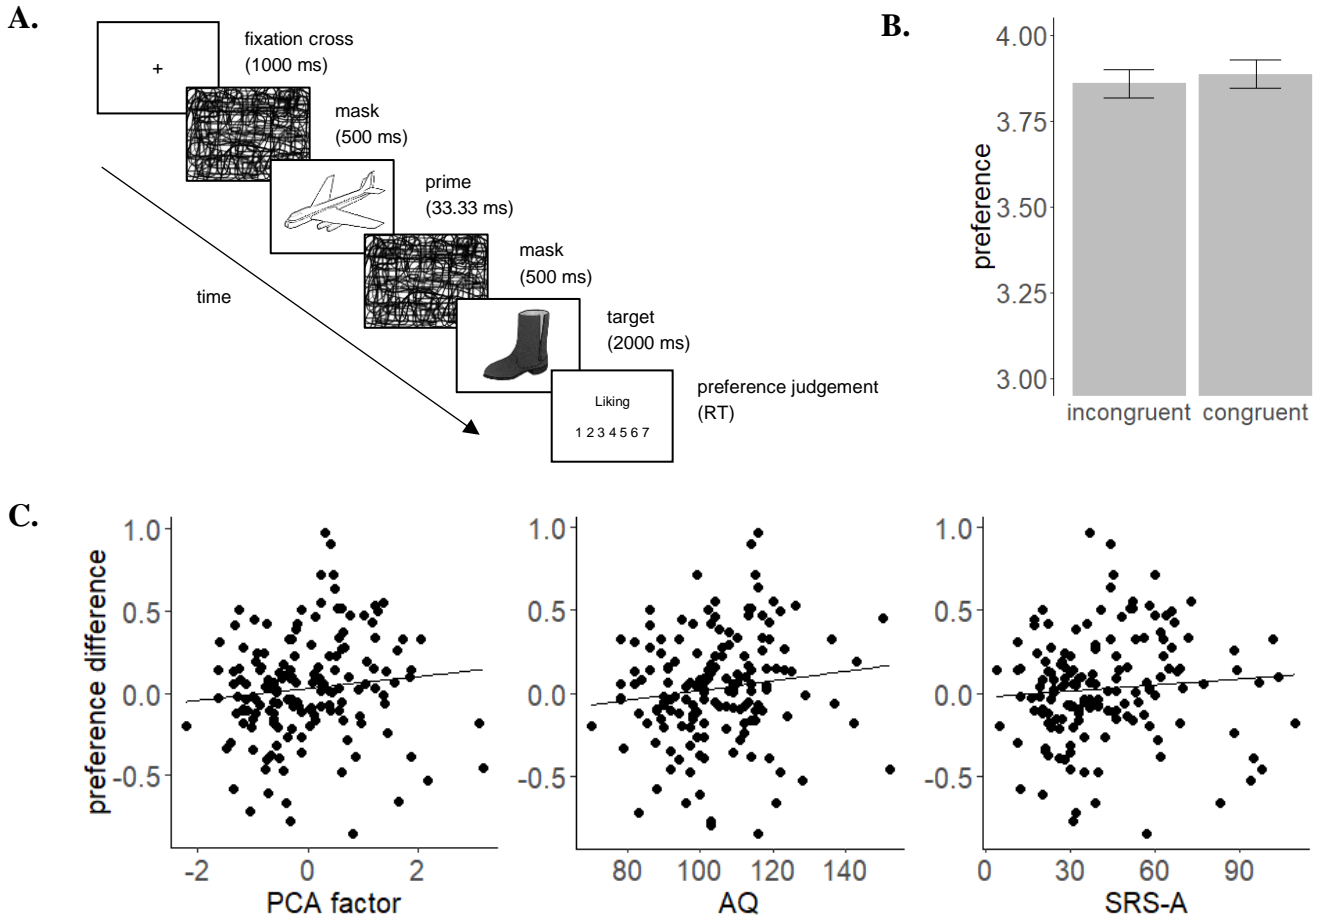 A.
+
fixation cross
(1000 ms)
mask
(500 ms)
prime
(33.33 ms)
mask
(500 ms)
target
(2000 ms)
Liking
1 2 3 4 5 6 7
preference judgement
(RT)
time
B.
preference
4.00
3.75
3.50
3.25
3.00
incongruent congruent
C.
preference difference
1.0
0.5
0.0
-0.5
-2 0 2
PCA factor
1.0
0.5
0.0
-0.5
80 100 120 140
AQ
1.0
0.5
0.0
-0.5
0 30 60 90
SRS-A